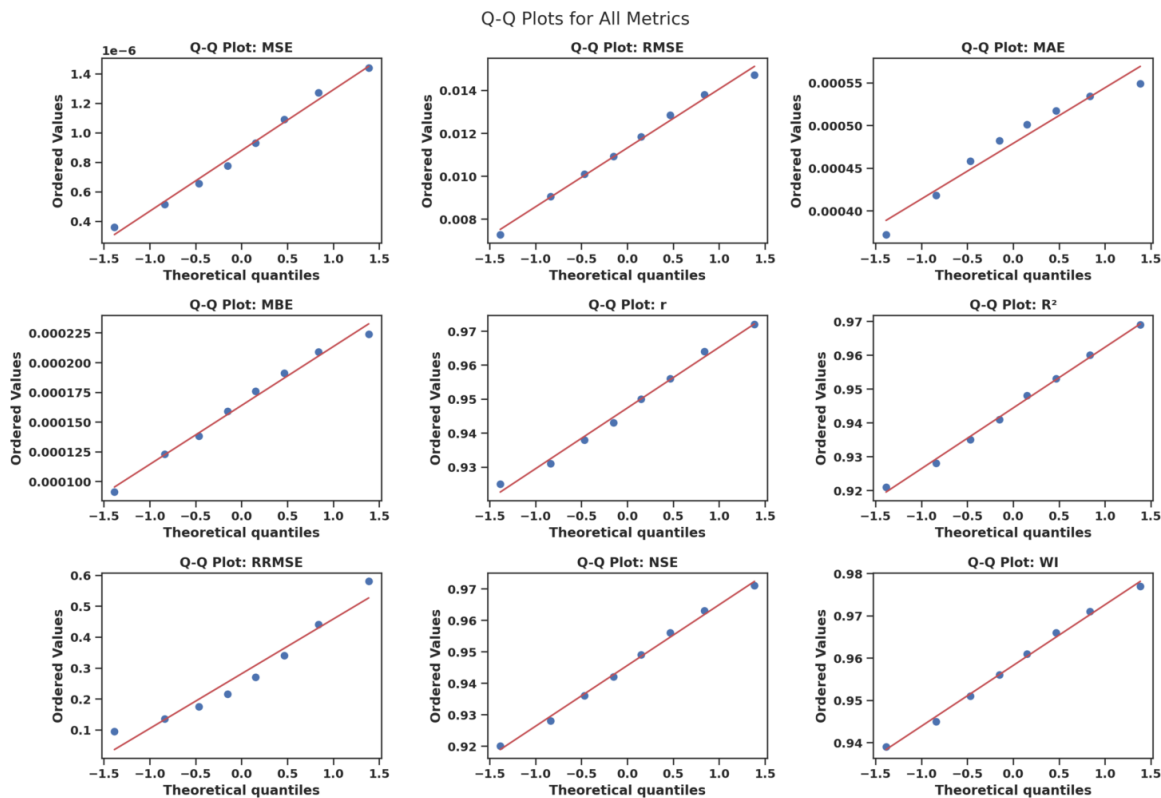 Q-Q Plots for All Metrics
Q-Q Plot: MSE
1e−6
Ordered Values
1.4
1.2
1.0
0.8
0.6
0.4
−1.5 −1.0 −0.5 0.0 0.5 1.0 1.5
Theoretical quantiles
Q-Q Plot: RMSE
Ordered Values
0.014
0.012
0.010
0.008
−1.5 −1.0 −0.5 0.0 0.5 1.0 1.5
Theoretical quantiles
Q-Q Plot: MAE
Ordered Values
0.00055
0.00050
0.00045
0.00040
−1.5 −1.0 −0.5 0.0 0.5 1.0 1.5
Theoretical quantiles
Q-Q Plot: MBE
Ordered Values
0.000225
0.000200
0.000175
0.000150
0.000125
0.000100
−1.5 −1.0 −0.5 0.0 0.5 1.0 1.5
Theoretical quantiles
Q-Q Plot: r
Ordered Values
0.97
0.96
0.95
0.94
0.93
−1.5 −1.0 −0.5 0.0 0.5 1.0 1.5
Theoretical quantiles
Q-Q Plot: R²
Ordered Values
0.97
0.96
0.95
0.94
0.93
0.92
−1.5 −1.0 −0.5 0.0 0.5 1.0 1.5
Theoretical quantiles
Q-Q Plot: RRMSE
Ordered Values
0.6
0.5
0.4
0.3
0.2
0.1
−1.5 −1.0 −0.5 0.0 0.5 1.0 1.5
Theoretical quantiles
Q-Q Plot: NSE
Ordered Values
0.97
0.96
0.95
0.94
0.93
0.92
−1.5 −1.0 −0.5 0.0 0.5 1.0 1.5
Theoretical quantiles
Q-Q Plot: WI
Ordered Values
0.98
0.97
0.96
0.95
0.94
−1.5 −1.0 −0.5 0.0 0.5 1.0 1.5
Theoretical quantiles